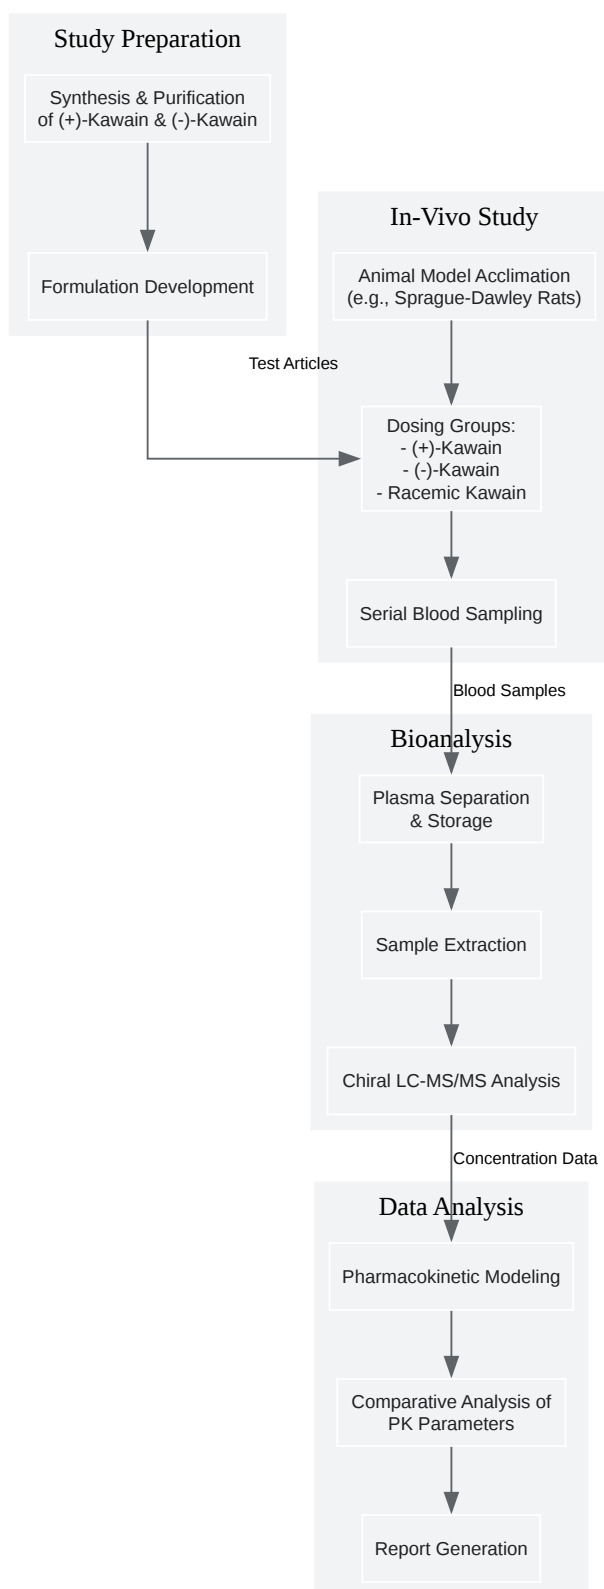 Study Preparation
Synthesis & Purification
of (+)-Kawain & (-)-Kawain
Formulation Development
In-Vivo Study
Animal Model Acclimation
(e.g., Sprague-Dawley Rats)
Test Articles
Dosing Groups:
- (+)-Kawain
- (-)-Kawain
- Racemic Kawain
Serial Blood Sampling
Blood Samples
Bioanalysis
Plasma Separation
& Storage
Sample Extraction
Chiral LC-MS/MS Analysis
Concentration Data
Data Analysis
Pharmacokinetic Modeling
Comparative Analysis of
PK Parameters
Report Generation